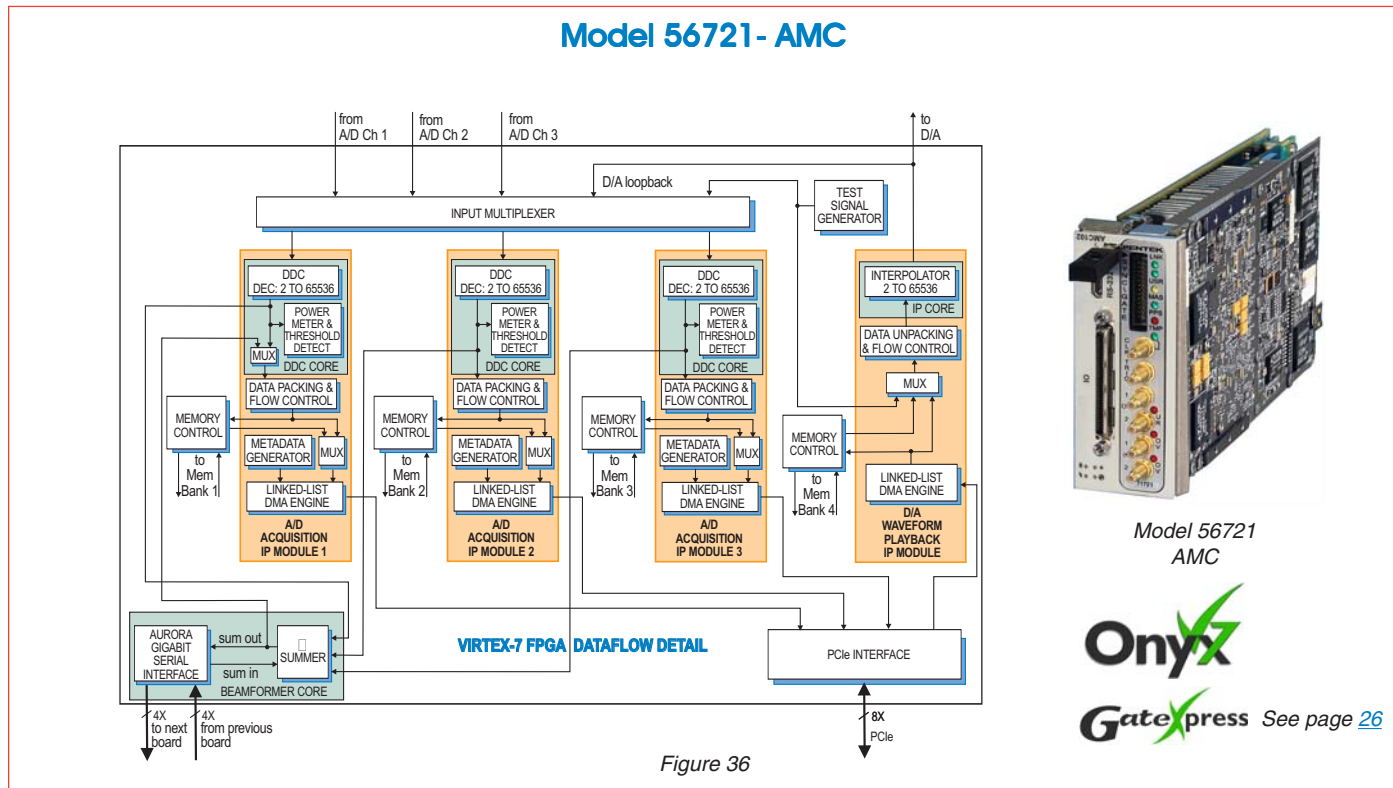 Model 56721- AMC
from
A/D Ch 1
from
A/D Ch 2
from
A/D Ch 3
to
D/A
D/A loopback
TEST
SIGNAL
GENERATOR
INPUT MULTIPLEXER
DDC
DEC: 2 TO 65536
POWER
METER &
THRESHOLD
DETECT
MUX
DDC CORE
DATA PACKING &
FLOW CONTROL
MEMORY
CONTROL
METADATA
GENERATOR
MUX
to
Mem
Bank 1
LINKED-LIST
DMA ENGINE
A/D
ACQUISITION
IP MODULE 1
DDC
DEC: 2 TO 65536
POWER
METER &
THRESHOLD
DETECT
DDC CORE
DATA PACKING &
FLOW CONTROL
MEMORY
CONTROL
METADATA
GENERATOR
MUX
to
Mem
Bank 2
LINKED-LIST
DMA ENGINE
A/D
ACQUISITION
IP MODULE 2
DDC
DEC: 2 TO 65536
POWER
METER &
THRESHOLD
DETECT
DDC CORE
DATA PACKING &
FLOW CONTROL
MEMORY
CONTROL
METADATA
GENERATOR
MUX
to
Mem
Bank 3
LINKED-LIST
DMA ENGINE
A/D
ACQUISITION
IP MODULE 3
INTERPOLATOR
2 TO 65536
IP CORE
DATA UNPACKING
& FLOW CONTROL
MUX
MEMORY
CONTROL
to
Mem
Bank 4
LINKED-LIST
DMA ENGINE
D/A
WAVEFORM
PLAYBACK
IP MODULE
AURORA
GIGABIT
SERIAL
INTERFACE
sum out
sum in
SUMMER
BEAMFORMER CORE
VIRTEX-7 FPGA DATAFLOW DETAIL
PCIe INTERFACE
4X
to next
board
4X
from previous
board
8X
PCIe
Figure 36
AMC102
PENTEK
LNK
USR
MAS
PPS
TMP
IO
Model 56721
AMC
Onyx7
GateXpress See page 26